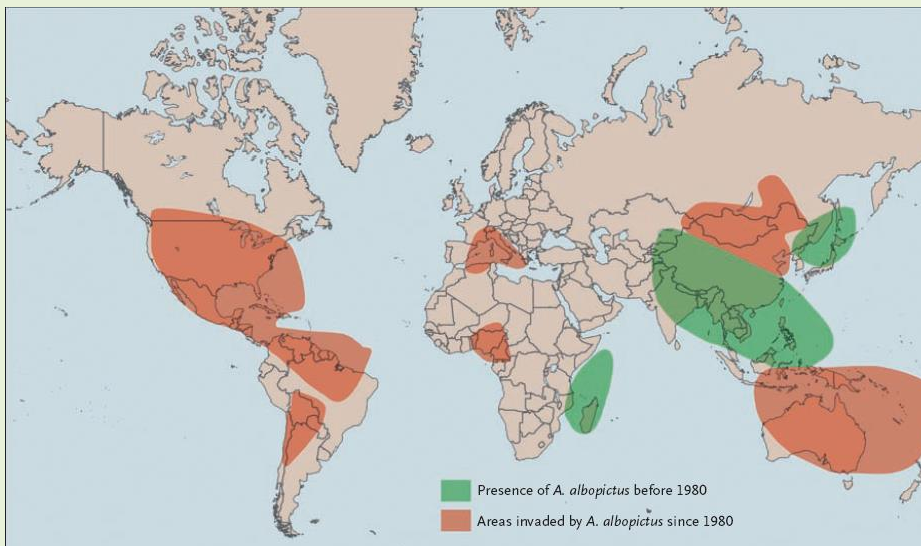 Presence of A. albopictus before 1980
Areas invaded by A. albopictus since 1980